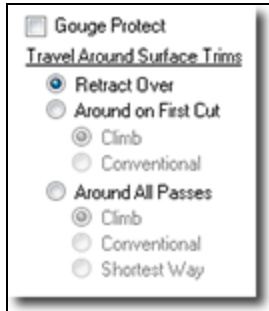 Gouge Protect
Travel Around Surface Trims
Retract Over
Around on First Cut
Climb
Conventional
Around All Passes
Climb
Conventional
Shortest Way